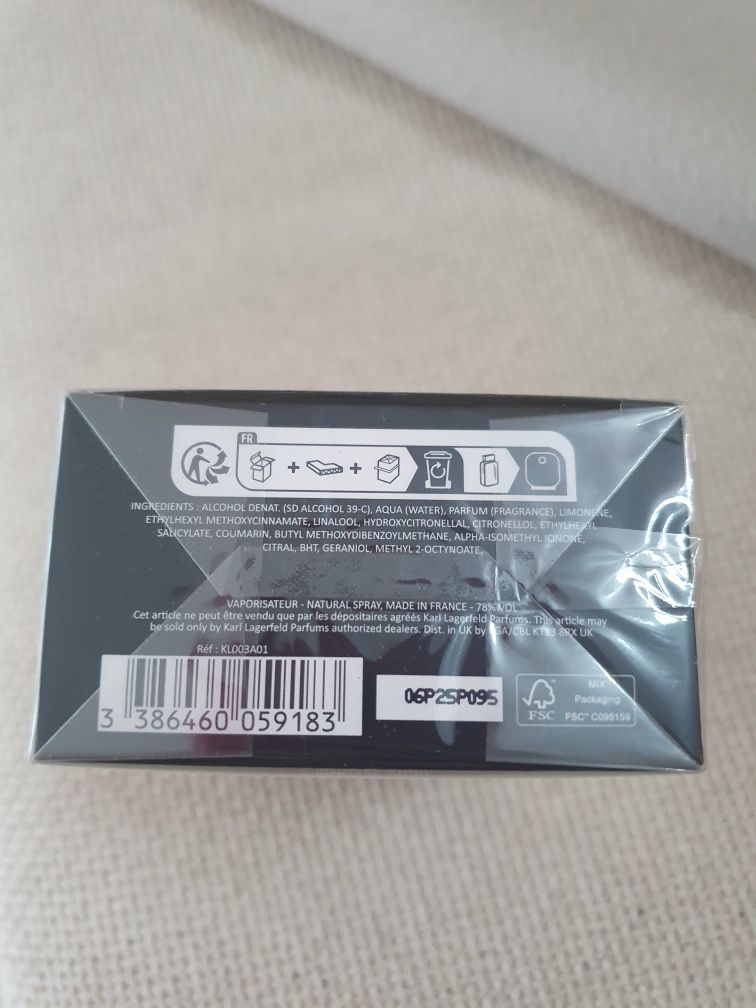 FR
INGREDIENTS : ALCOHOL DENAT. (SD ALCOHOL 39-C), AQUA (WATER), PARFUM (FRAGRANCE), LIMONENE,
ETHYLHEXYL METHOXYCINNAMATE, LINALOOL, HYDROXYCITRONELLAL, CITRONELLOL, ETHYLHEXYL
SALICYLATE, COUMARIN, BUTYL METHOXYDIBENZOYLMETHANE, ALPHA-ISOMETHYL IONONE,
CITRAL, BHT, GERANIOL, METHYL 2-OCTYNOATE.
VAPORISATEUR - NATURAL SPRAY, MADE IN FRANCE - 78% VOL
Cet article ne peut être vendu que par les dépositaires agréés Karl Lagerfeld Parfums. This article may
be sold only by Karl Lagerfeld Parfums authorized dealers. Dist. in UK by KT13 8PX UK
Réf : KL003A01
3 386460 059183
06P25P095
FSC
MIX
Packaging
FSC™ C095159